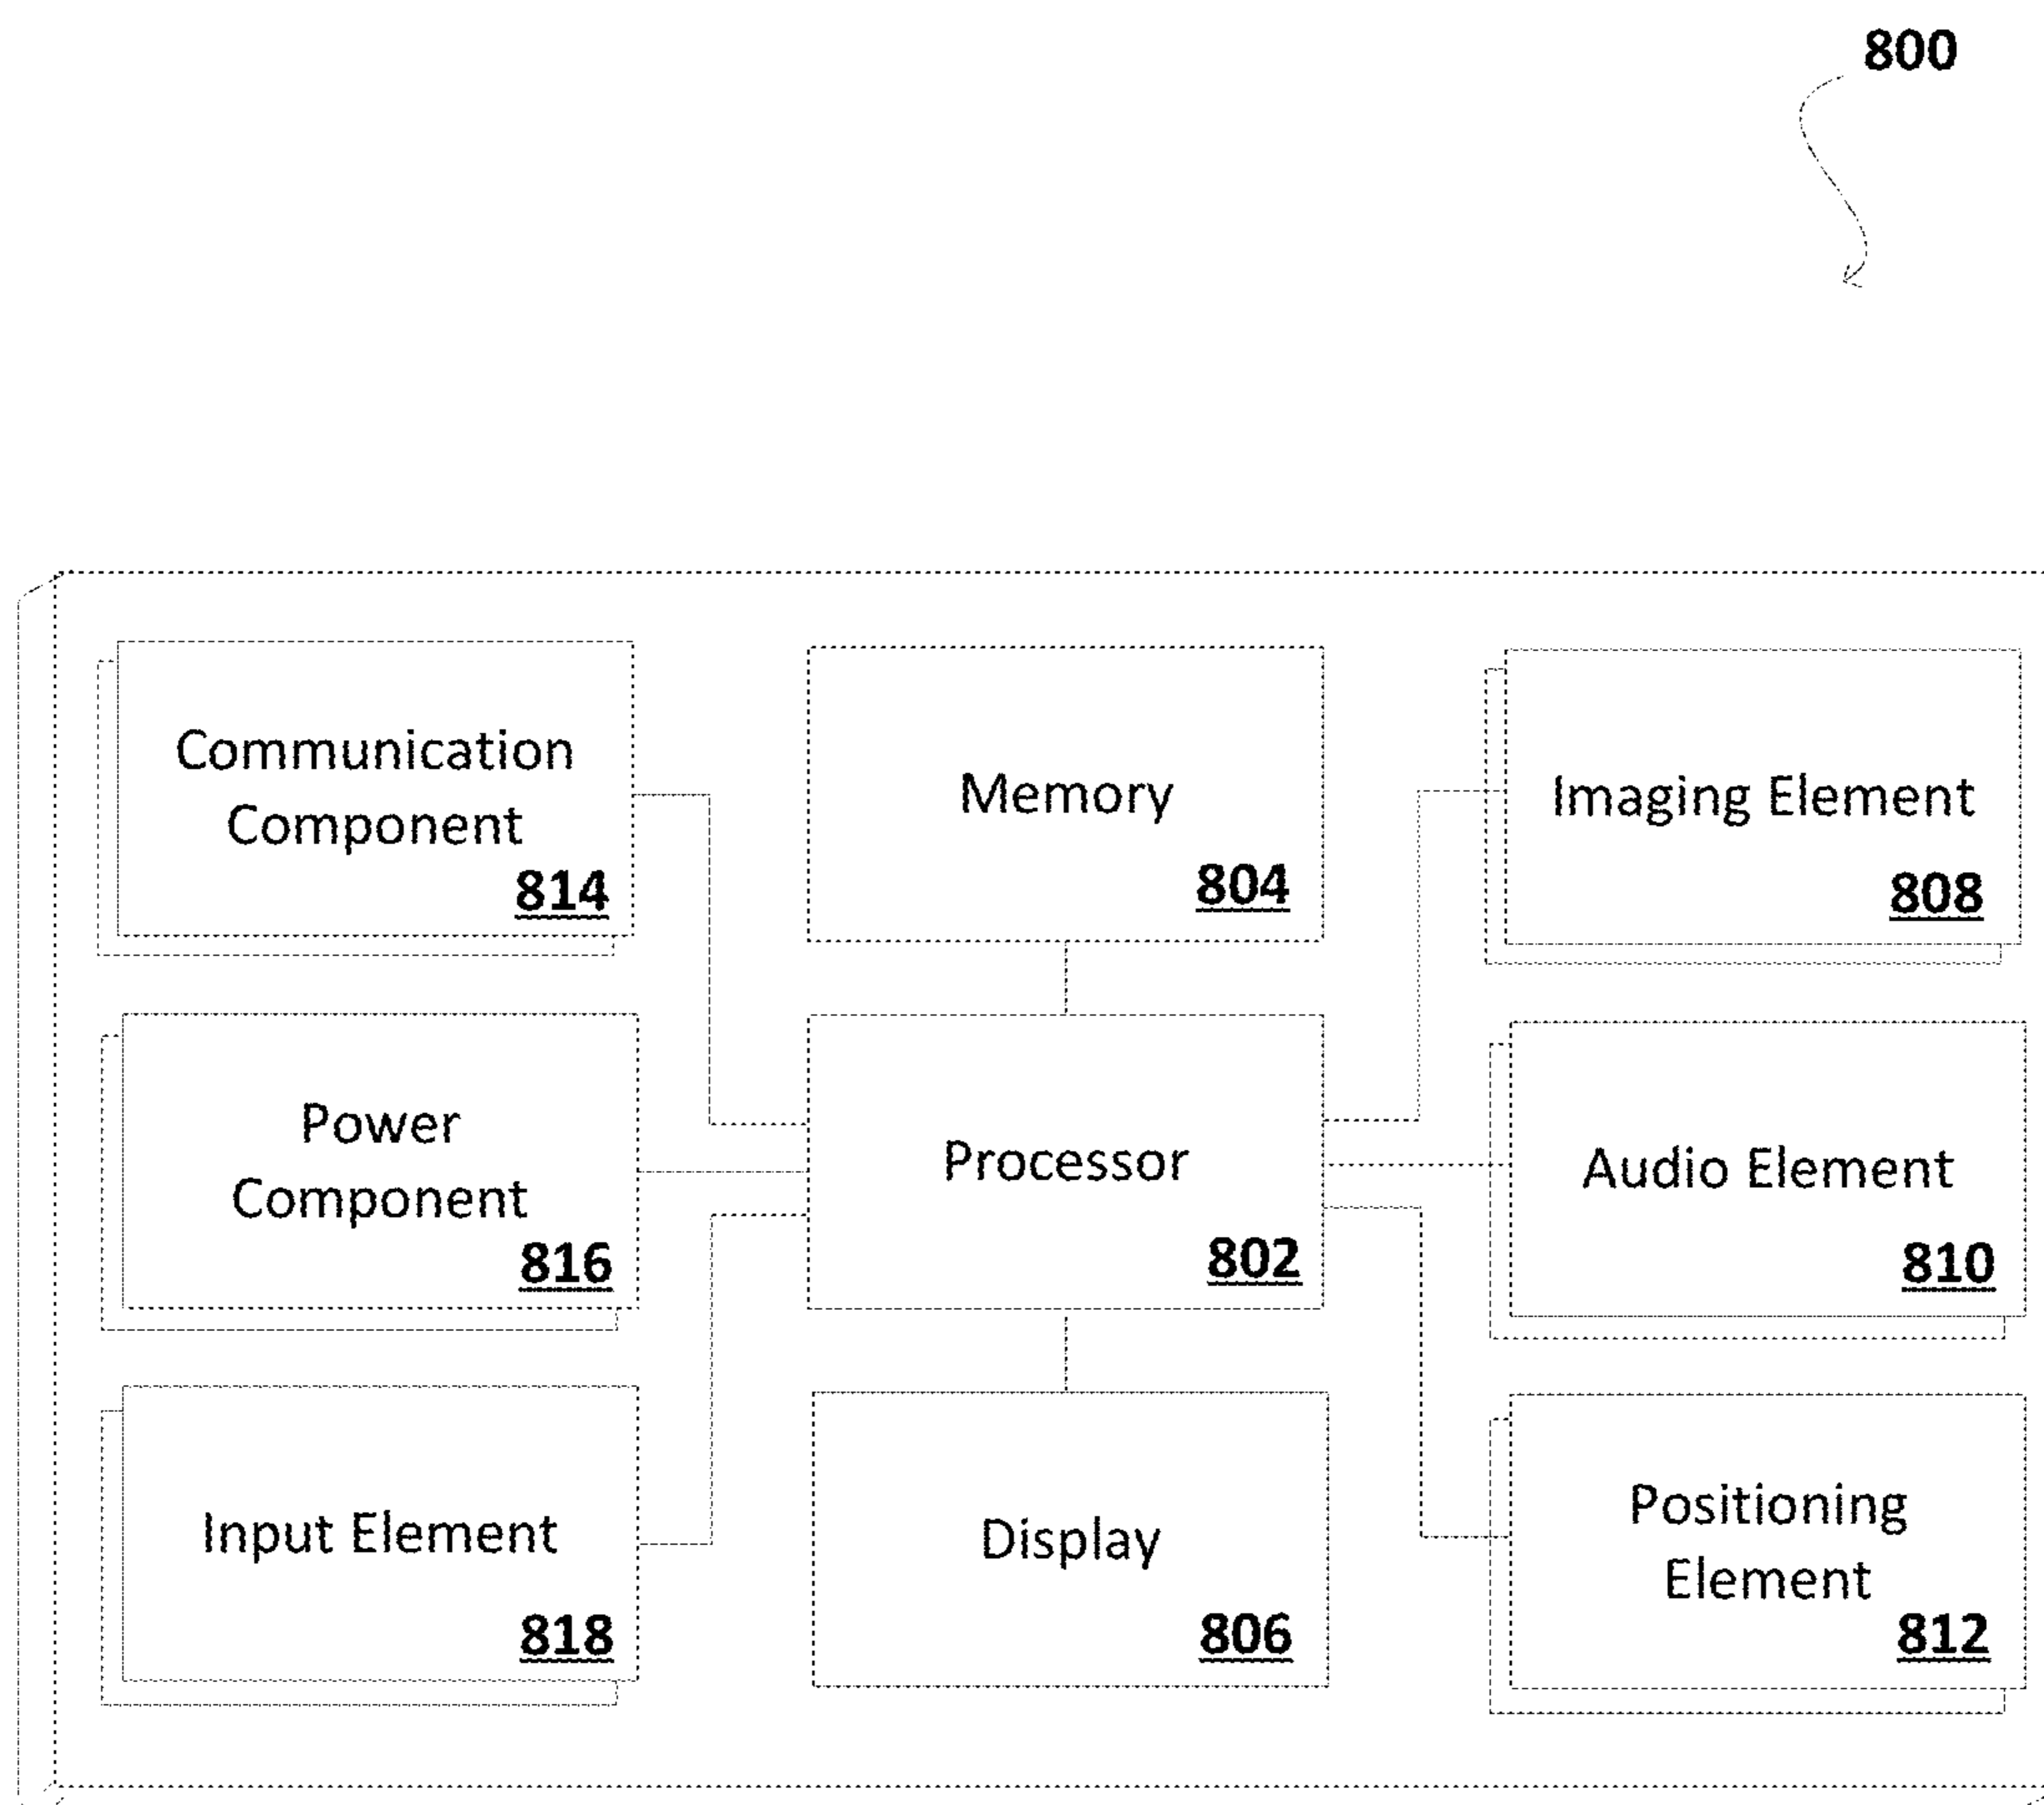 800
Communication
Component
814
Memory
804
Imaging Element
808
Power
Component
816
Processor
802
Audio Element
810
Input Element
818
Display
806
Positioning
Element
812